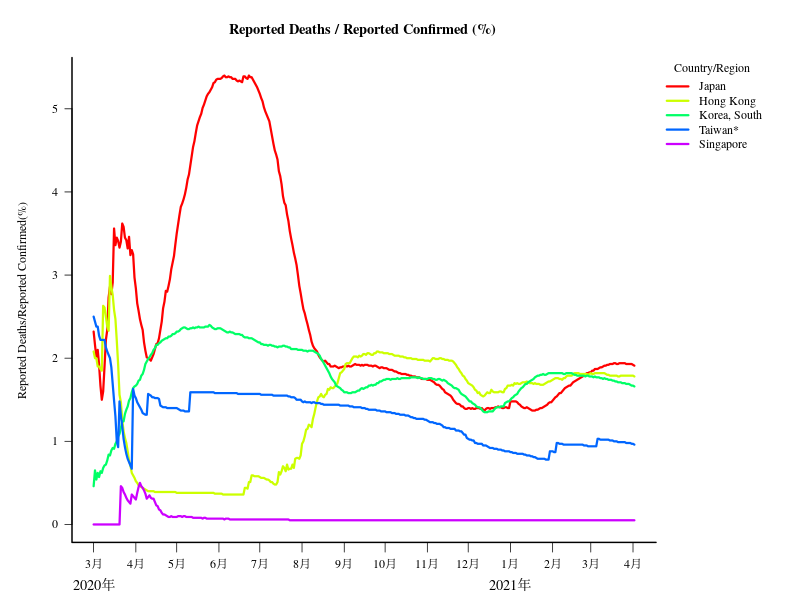 Reported Deaths / Reported Confirmed (%)
Country/Region
Japan
Hong Kong
Korea, South
Taiwan*
Singapore
Reported Deaths/Reported Confirmed(%)
5
4
3
2
1
0
3月 4月 5月 6月 7月 8月 9月 10月 11月 12月 1月 2月 3月 4月
2020年 2021年